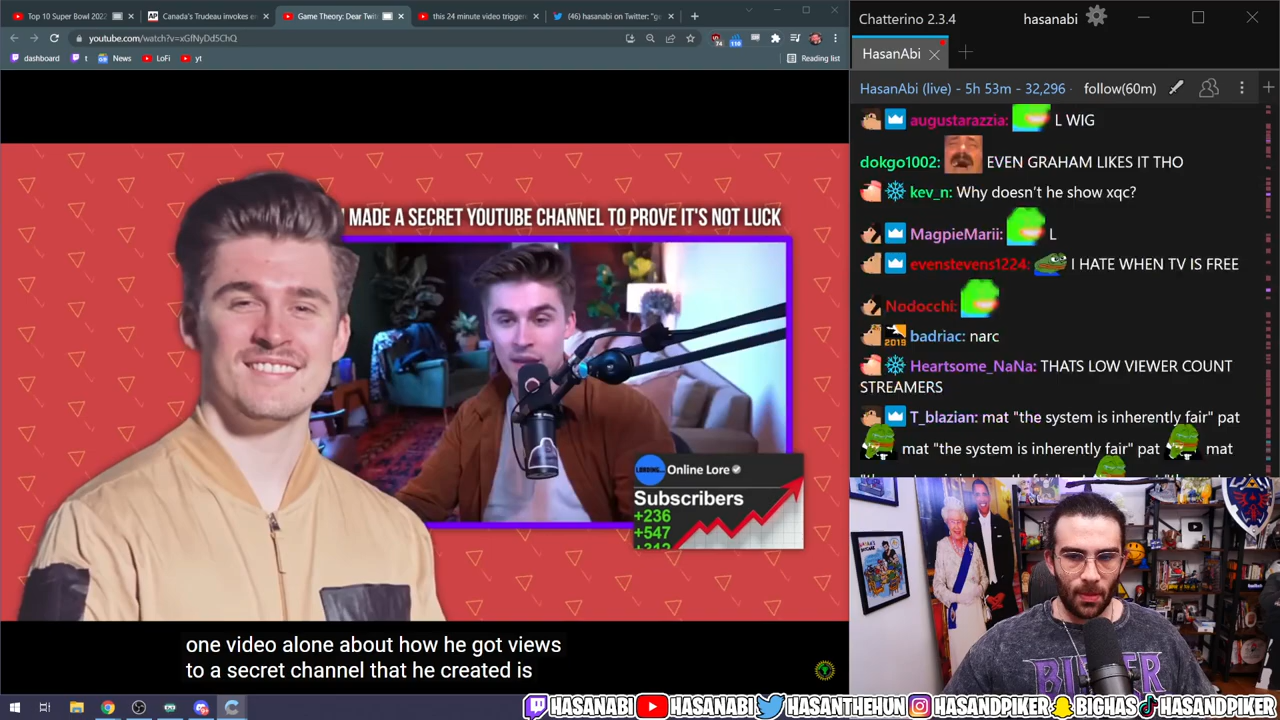 Top 10 Super Bowl 2022
Canada's Trudeau invokes em
Game Theory: Dear Twit
this 24 minute video triggere
(46) hasanabi on Twitter: "ge
youtube.com/watch?v=xGfNyDd5ChQ
dashboard
t
News
LoFi
yt
Reading list
I MADE A SECRET YOUTUBE CHANNEL TO PROVE IT'S NOT LUCK
LOADING...
Online Lore
Subscribers
+236
+547
+312
one video alone about how he got views
to a secret channel that he created is
Chatterino 2.3.4
hasanabi
HasanAbi
HasanAbi (live) - 5h 53m - 32,296
follow(60m)
augustarazzia: L WIG
dokgo1002: EVEN GRAHAM LIKES IT THO
kev_n: Why doesn't he show xqc?
MagpieMarii: L
evenstevens1224: I HATE WHEN TV IS FREE
Nodocchi:
2019 badriac: narc
Heartsome_NaNa: THATS LOW VIEWER COUNT
STREAMERS
T_blazian: mat "the system is inherently fair" pat
mat "the system is inherently fair" pat mat
HASANABI HASANABI HASANTHEHUN HASANDPIKER BIGHAS HASANDPIKER